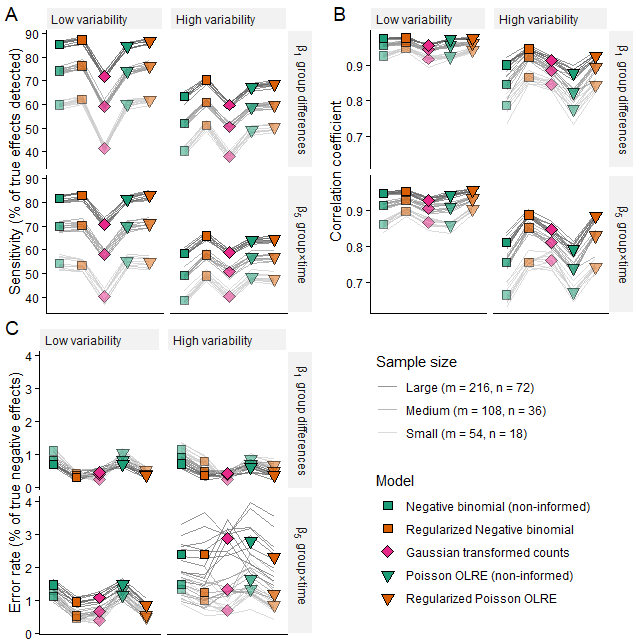 A
Low variability
High variability
Sensitivity (% of true effects detected)
90
80
70
60
50
40
β1 group differences
90
80
70
60
50
40
β5 group×time
B
Low variability
High variability
Correlation coefficient
0.9
0.8
0.7
β1 group differences
0.9
0.8
0.7
β5 group×time
C
Low variability
High variability
Error rate (% of true negative effects)
4
3
2
1
0
β1 group differences
4
3
2
1
0
β5 group×time
Sample size
Large (m = 216, n = 72)
Medium (m = 108, n = 36)
Small (m = 54, n = 18)
Model
Negative binomial (non-informed)
Regularized Negative binomial
Gaussian transformed counts
Poisson OLRE (non-informed)
Regularized Poisson OLRE